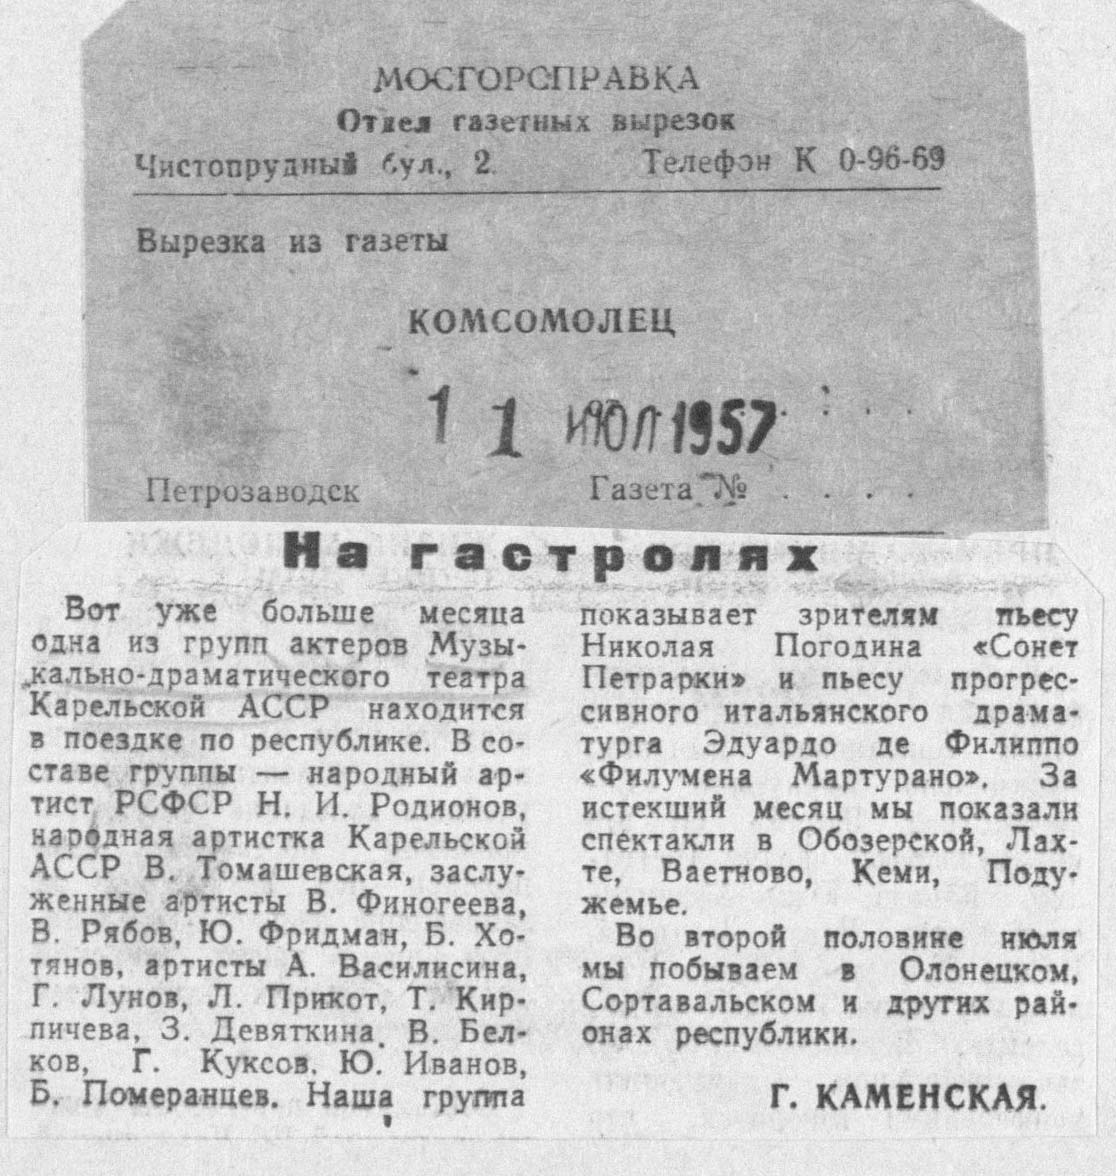 МОСГОРСПРАВКА
Отдел газетных вырезок
Чистопрудный бул., 2. Телефон К 0-96-69
Вырезка из газеты
КОМСОМОЛЕЦ
1 1 ИЮЛ 1957
Петрозаводск Газета № . . . .
На гастролях
Вот уже больше месяца
одна из групп актеров Музы-
кально-драматического театра
Карельской АССР находится
в поездке по республике. В со-
ставе группы — народный ар-
тист РСФСР Н. И. Родионов,
народная артистка Карельской
АССР В. Томашевская, заслу-
женные артисты В. Финогеева,
В. Рябов, Ю. Фридман, Б. Хо-
тянов, артисты А. Василисина,
Г. Лунов, Л. Прикот, Т. Кир-
пичева, З. Девяткина, В. Бел-
ков, Г. Куксов, Ю. Иванов,
Б. Померанцев. Наша группа
показывает зрителям пьесу
Николая Погодина «Сонет
Петрарки» и пьесу прогрес-
сивного итальянского драма-
турга Эдуардо де Филиппо
«Филумена Мартурано». За
истекший месяц мы показали
спектакли в Обозерской, Лах-
те, Ваетново, Кеми, Поду-
жемье.
Во второй половине июля
мы побываем в Олонецком,
Сортавальском и других рай-
онах республики.
Г. КАМЕНСКАЯ.